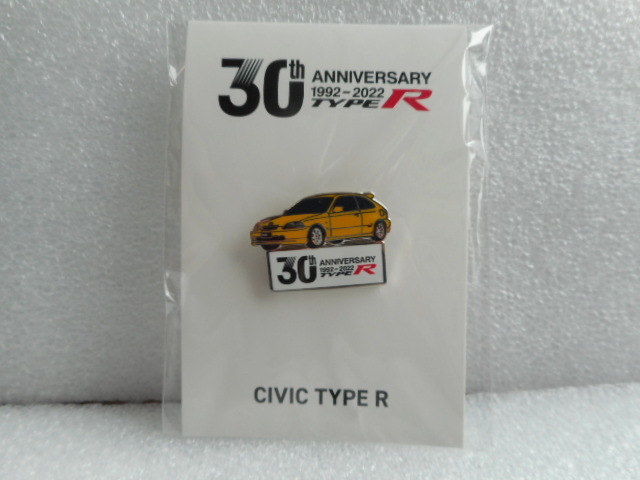 30th ANNIVERSARY
1992-2022
TYPE R
30th ANNIVERSARY
1992-2022
TYPE R
CIVIC TYPE R